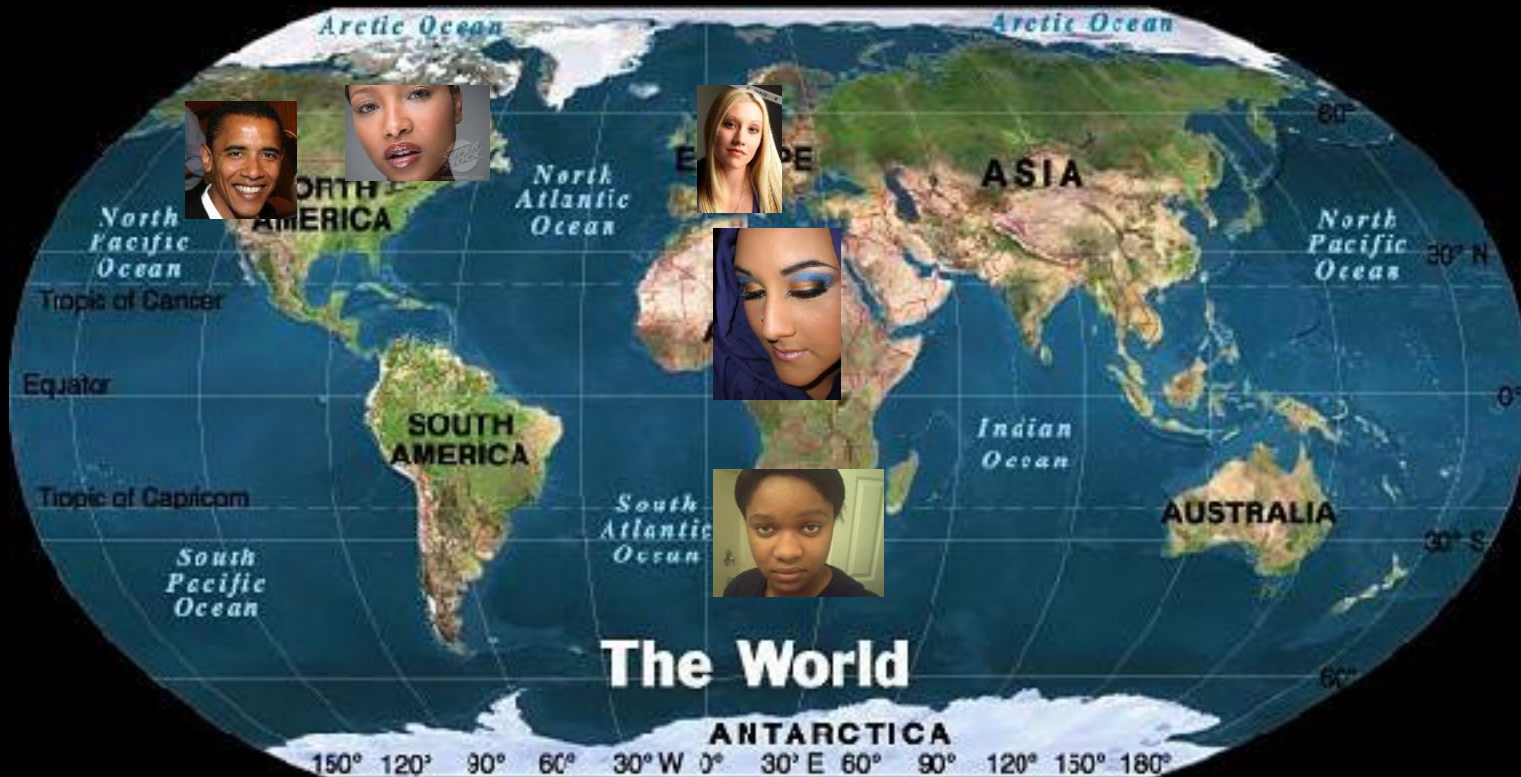 Arctic Ocean
Arctic Ocean
60°
ASIA
North
Atlantic
Ocean
NORTH
AMERICA
North
Pacific
Ocean
North
Pacific
Ocean
30° N
Tropic of Cancer
Equator
0°
SOUTH
AMERICA
Indian
Ocean
Tropic of Capricorn
South
Atlantic
Ocean
AUSTRALIA
30° S
South
Pacific
Ocean
The World
60°
ANTARCTICA
150° 120° 90° 60° 30° W 0° 30° E 60° 90° 120° 150° 180°